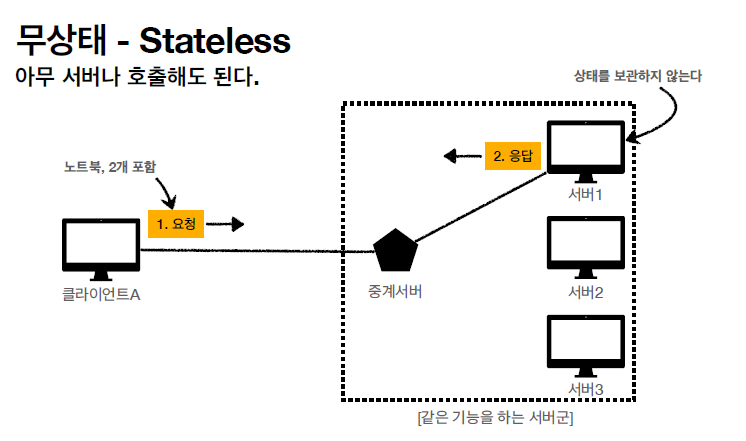 무상태 - Stateless
아무 서버나 호출해도 된다.
상태를 보관하지 않는다
노트북, 2개 포함
2. 응답
서버1
1. 요청
클라이언트A
중계서버
서버2
서버3
[같은 기능을 하는 서버군]